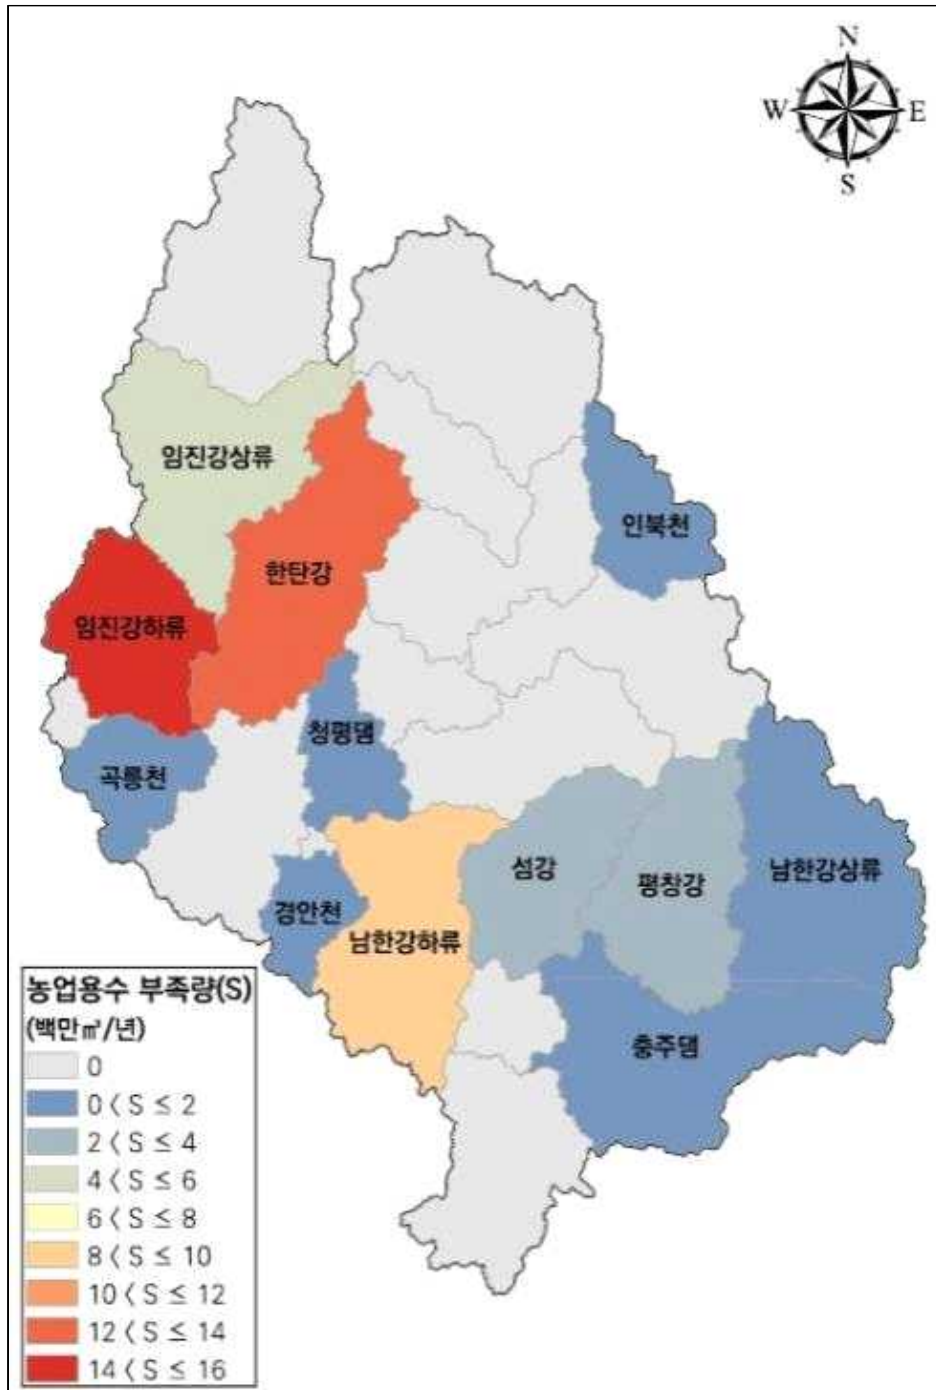 N
W
E
S
임진강상류
인북천
한탄강
임진강하류
청평댐
곡릉천
섬강
평창강
남한강상류
경안천
남한강하류
충주댐
농업용수 부족량(S)
(백만㎥/년)
0
0 < S ≤ 2
2 < S ≤ 4
4 < S ≤ 6
6 < S ≤ 8
8 < S ≤ 10
10 < S ≤ 12
12 < S ≤ 14
14 < S ≤ 16